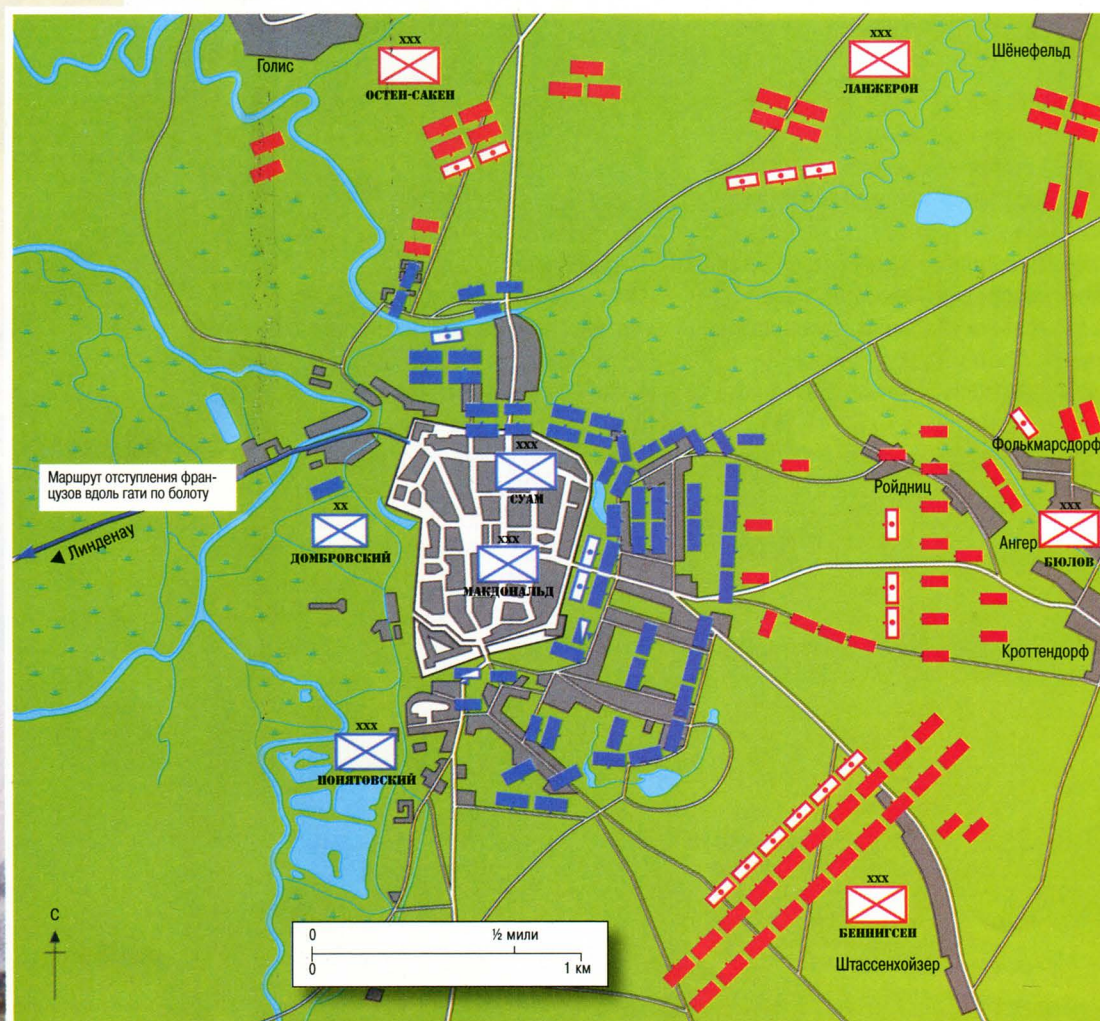 Голис
xxx
ОСТЕН-САКЕН
xxx
ЛАНЖЕРОН
Шёнефельд
Маршрут отступления фран-
цузов вдоль гати по болоту
Линденау
xx
ДОМБРОВСКИЙ
xxx
СУАМ
xxx
МАКДОНАЛЬД
Фолькмарсдорф
Ройдниц
Ангер
xxx
БЮЛОВ
Кроттендорф
xxx
ПОНЯТОВСКИЙ
xxx
БЕННИГСЕН
Штассенхойзер
С
0 ½ мили
0 1 км